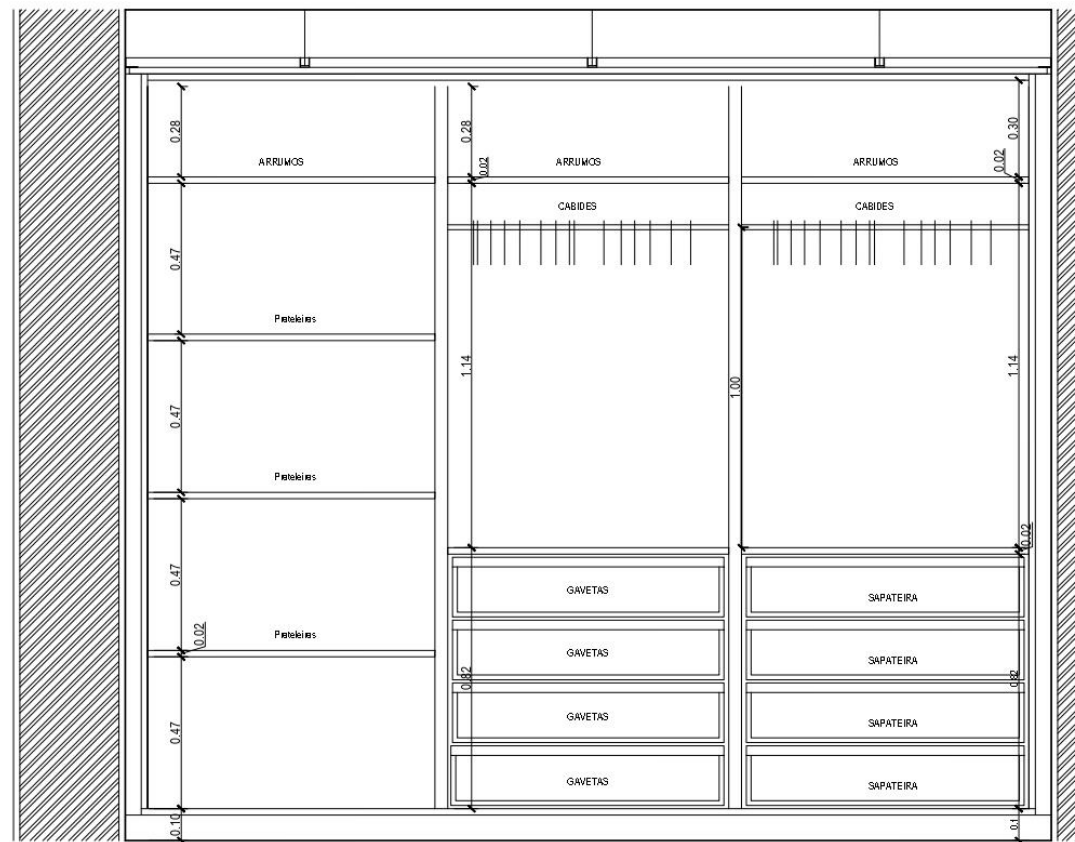 0.28
ARRUMOS
0.28
0.02
ARRUMOS
ARRUMOS
0.02
0.30
CABIDES
CABIDES
0.47
Prateleiras
1.14
1.00
1.14
0.47
Prateleiras
0.02
0.47
GAVETAS
SAPATEIRA
Prateleiras
0.02
GAVETAS
SAPATEIRA
0.82
0.82
0.47
GAVETAS
SAPATEIRA
GAVETAS
SAPATEIRA
0.10
0.1